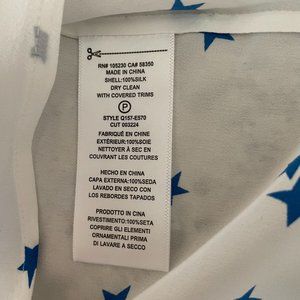 RN# 105230 CA# 58350
MADE IN CHINA
SHELL:100%SILK
DRY CLEAN
WITH COVERED TRIMS
P
STYLE Q157-E570
CUT 003224
FABRIQUÉ EN CHINE
EXTÉRIEUR:100%SOIE
NETTOYER À SEC EN
COUVRANT LES COUTURES
HECHO EN CHINA
CAPA EXTERNA:100%SEDA
LAVADO EN SECO CON
LOS REBORDES TAPADOS
PRODOTTO IN CINA
RIVESTIMENTO:100%SETA
COPRIRE GLI ELEMENTI
ORNAMENTALI PRIMA
DI LAVARE A SECCO